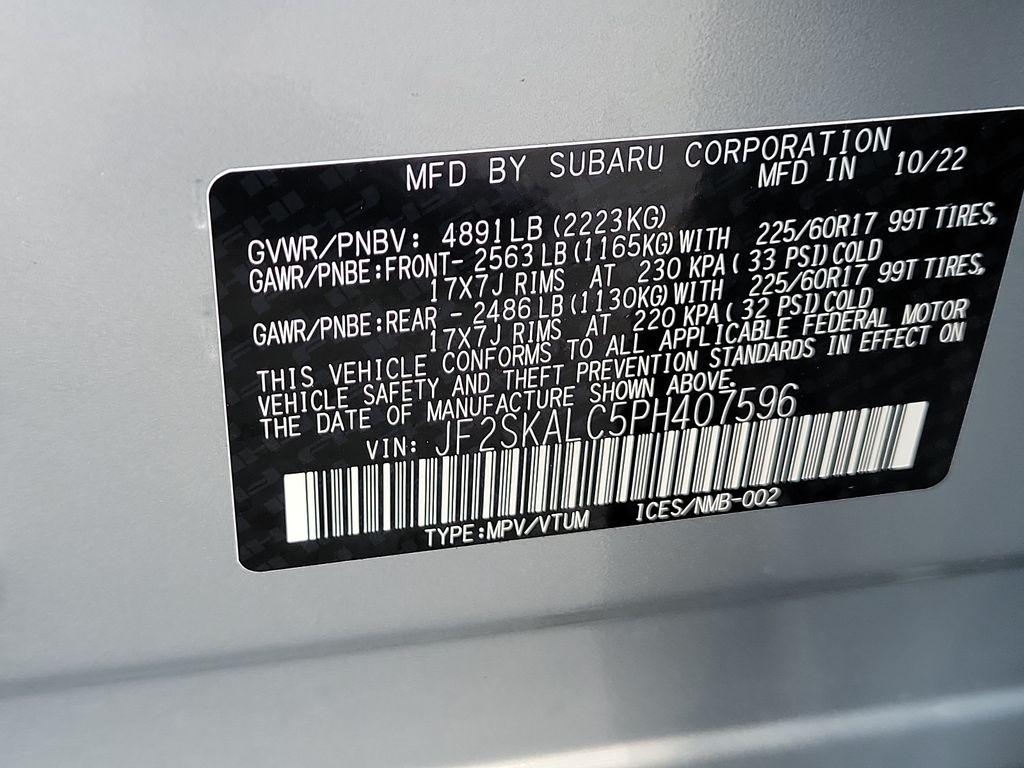 MFD BY SUBARU CORPORATION
MFD IN 10/22
GVWR/PNBV: 4891LB (2223KG)
GAWR/PNBE:FRONT- 2563 LB (1165KG) WITH 225/60R17 99T TIRES,
17X7J RIMS AT 230 KPA ( 33 PSI) COLD
GAWR/PNBE:REAR - 2486 LB (1130KG) WITH 225/60R17 99T TIRES,
17X7J RIMS AT 220 KPA ( 32 PSI) COLD
THIS VEHICLE CONFORMS TO ALL APPLICABLE FEDERAL MOTOR
VEHICLE SAFETY AND THEFT PREVENTION STANDARDS IN EFFECT ON
THE DATE OF MANUFACTURE SHOWN ABOVE.
VIN: JF2SKALC5PH407596
TYPE:MPV/VTUM ICES/NMB-002